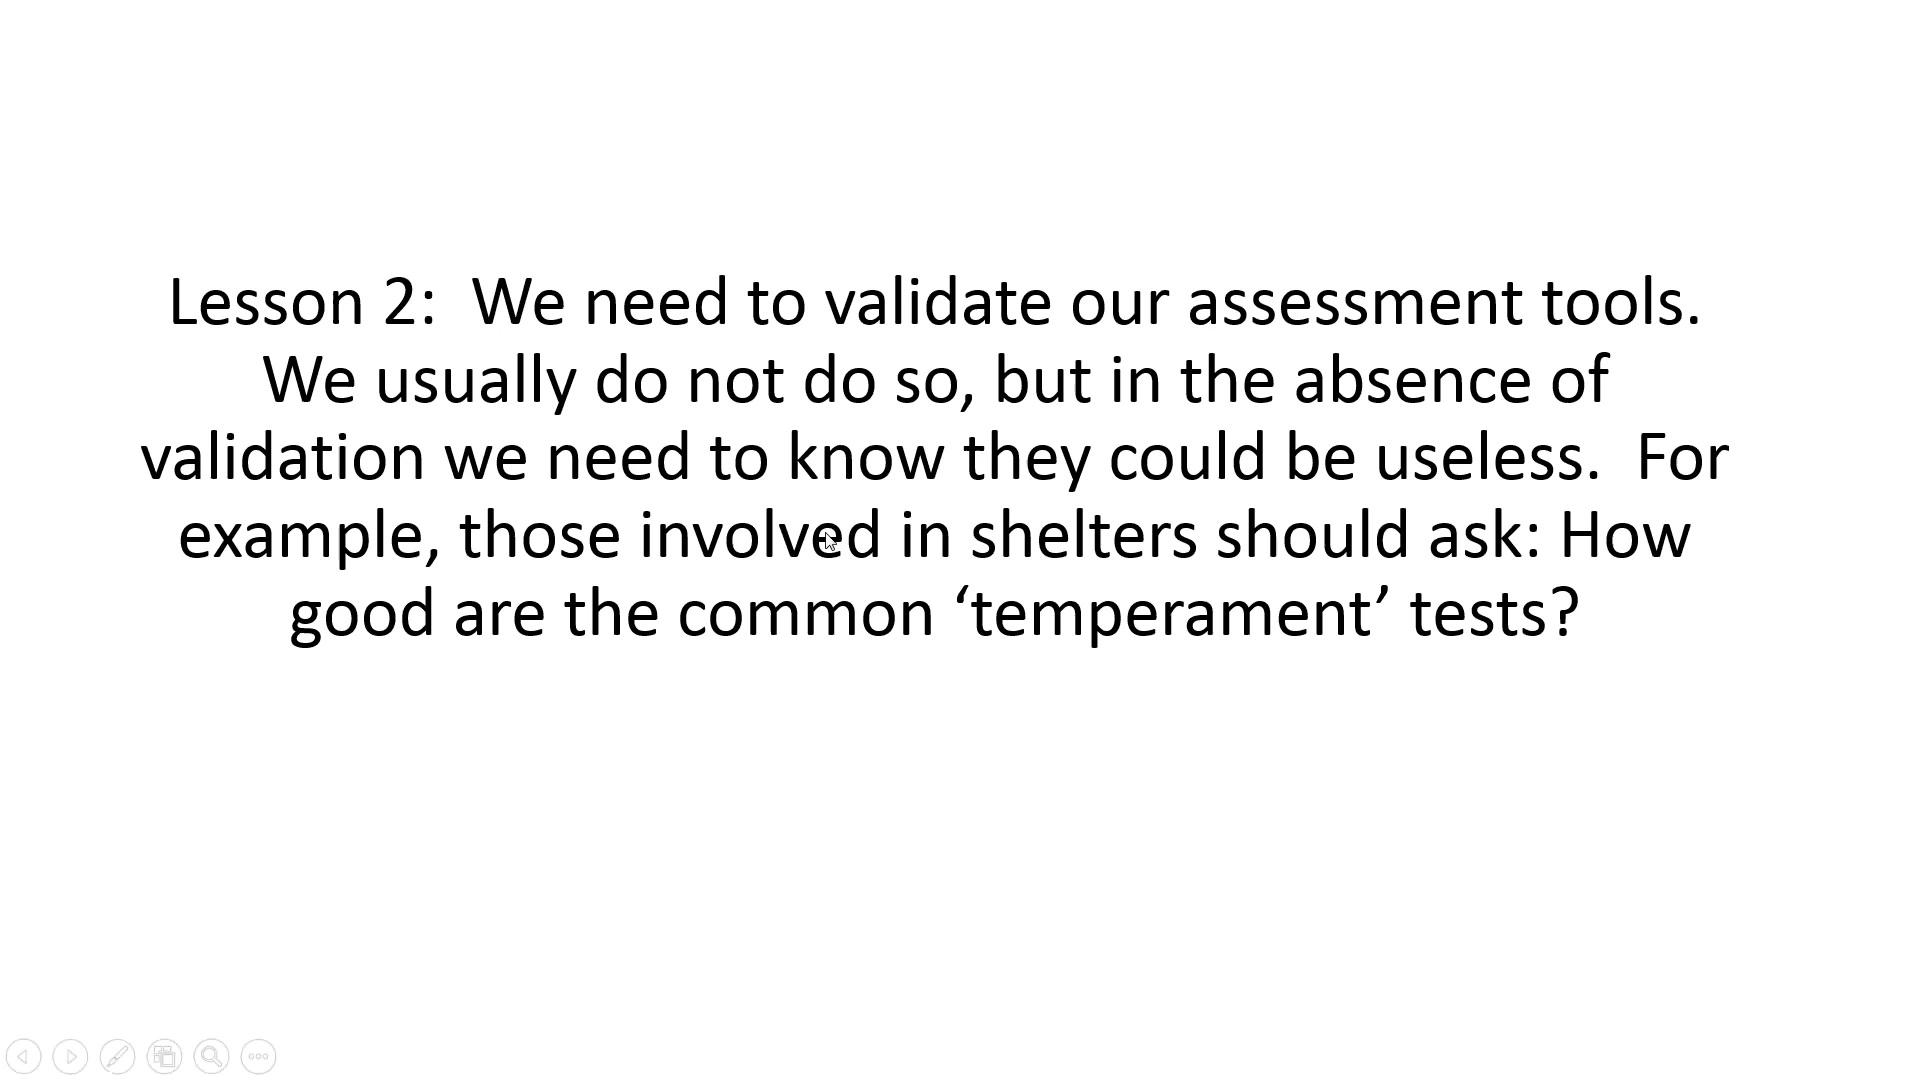 Lesson 2:  We need to validate our assessment tools.
We usually do not do so, but in the absence of
validation we need to know they could be useless.  For
example, those involved in shelters should ask: How
good are the common ‘temperament’ tests?